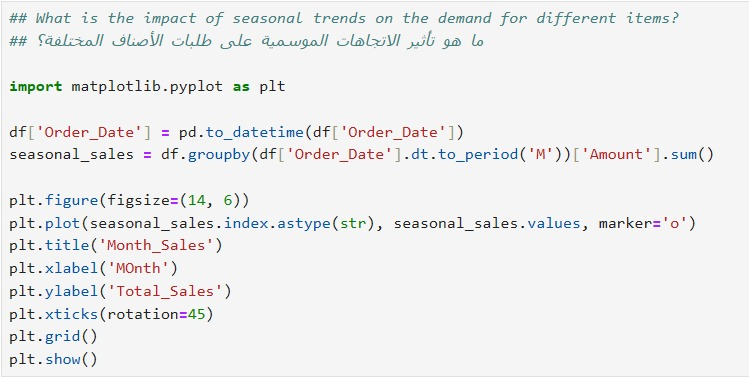 ## What is the impact of seasonal trends on the demand for different items?
## ما هو تأثير الاتجاهات الموسمية على طلبات الأصناف المختلفة؟
import matplotlib.pyplot as plt
df['Order_Date'] = pd.to_datetime(df['Order_Date'])
seasonal_sales = df.groupby(df['Order_Date'].dt.to_period('M'))['Amount'].sum()
plt.figure(figsize=(14, 6))
plt.plot(seasonal_sales.index.astype(str), seasonal_sales.values, marker='o')
plt.title('Month_Sales')
plt.xlabel('MOnth')
plt.ylabel('Total_Sales')
plt.xticks(rotation=45)
plt.grid()
plt.show()